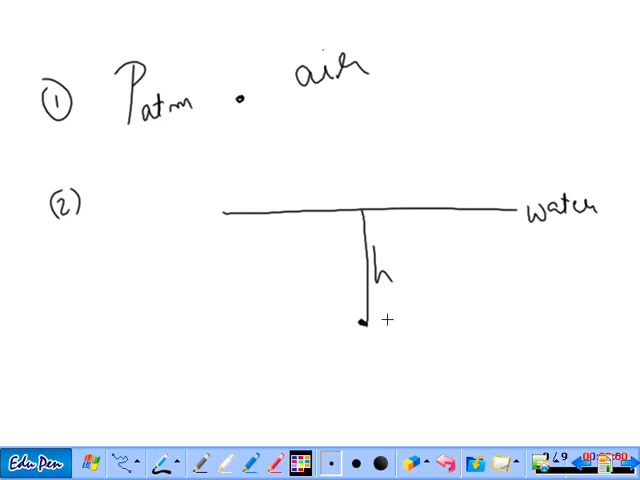 ① Patm . air
(2)
water
h
Edu Pen